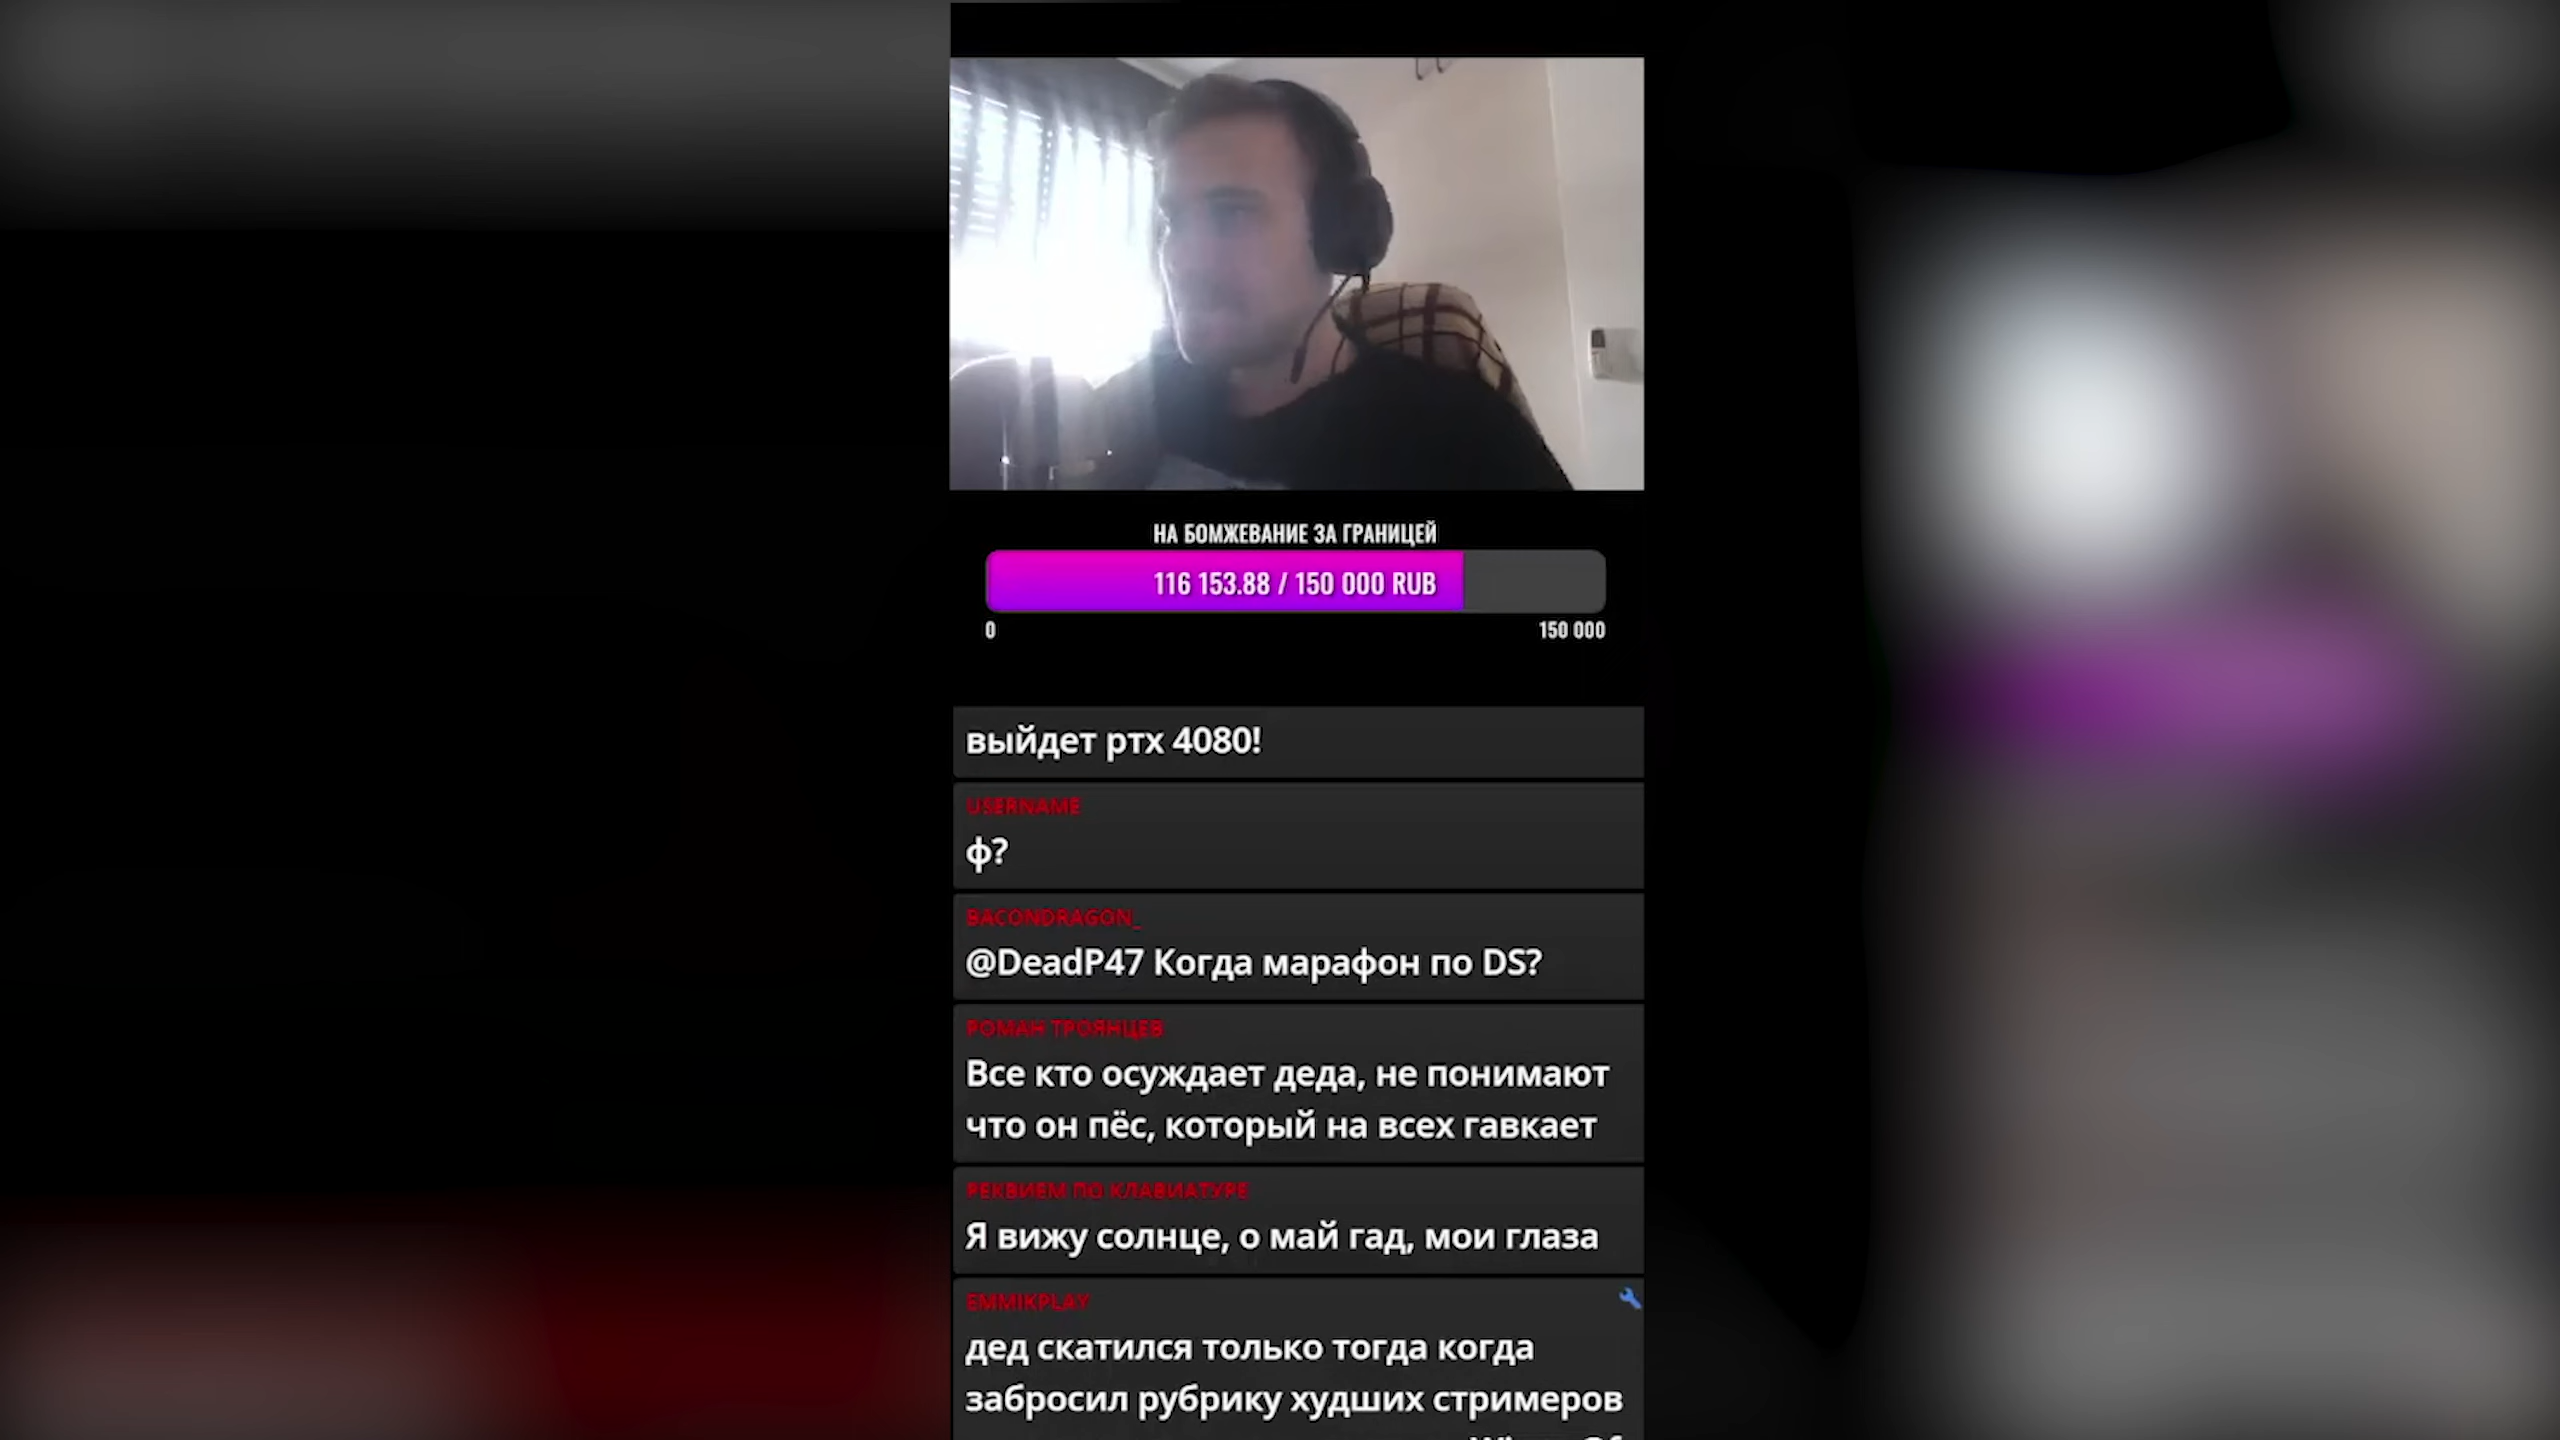 НА БОМЖЕВАНИЕ ЗА ГРАНИЦЕЙ
116 153.88 / 150 000 RUB
0
150 000
выйдет ртх 4080!
USERNAME
ф?
BACONDRAGON_
@DeadP47 Когда марафон по DS?
РОМАН ТРОЯНЦЕВ
Все кто осуждает деда, не понимают
что он пёс, который на всех гавкает
РЕКВИЕМ ПО КЛАВИАТУРЕ
Я вижу солнце, о май гад, мои глаза
EMMIKPLAY
дед скатился только тогда когда
забросил рубрику худших стримеров